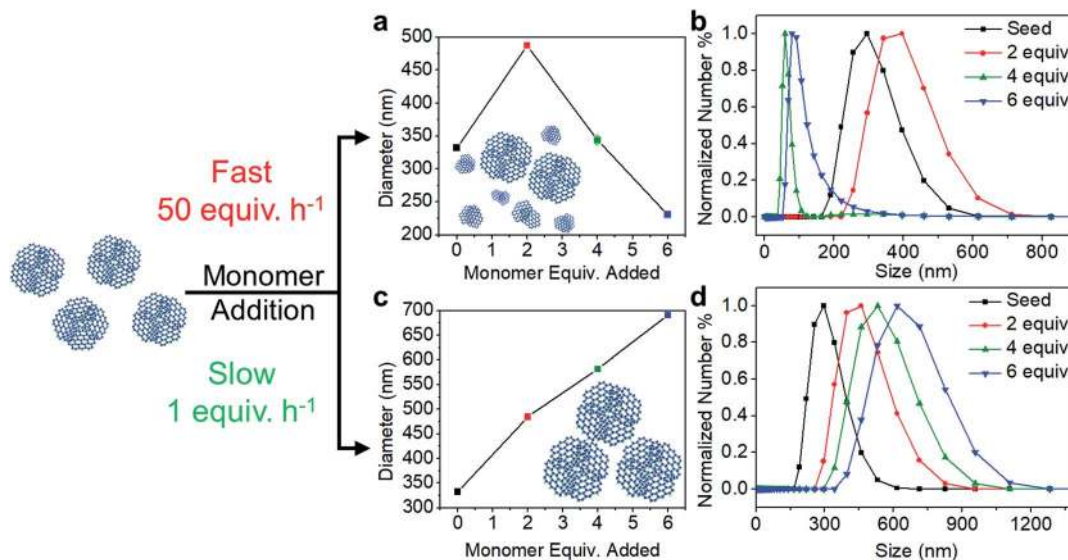 Fast
50 equiv. h-1
Monomer
Addition
Slow
1 equiv. h-1
a
Diameter (nm)
500
450
400
350
300
250
200
0 1 2 3 4 5 6
Monomer Equiv. Added
b
Normalized Number %
1.0
0.8
0.6
0.4
0.2
0.0
0 200 400 600 800
Size (nm)
Seed
2 equiv
4 equiv
6 equiv
c
Diameter (nm)
700
650
600
550
500
450
400
350
300
0 1 2 3 4 5 6
Monomer Equiv. Added
d
Normalized Number %
1.0
0.8
0.6
0.4
0.2
0.0
0 300 600 900 1200
Size (nm)
Seed
2 equiv
4 equiv
6 equiv